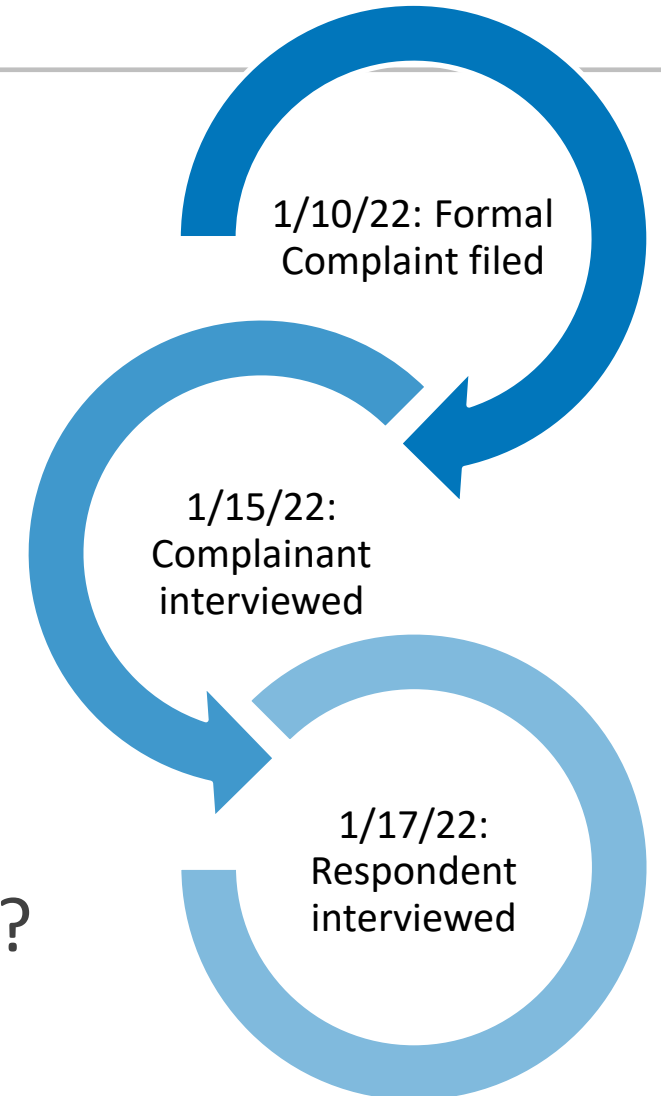 1/10/22: Formal
Complaint filed
1/15/22:
Complainant
interviewed
?
1/17/22:
Respondent
interviewed